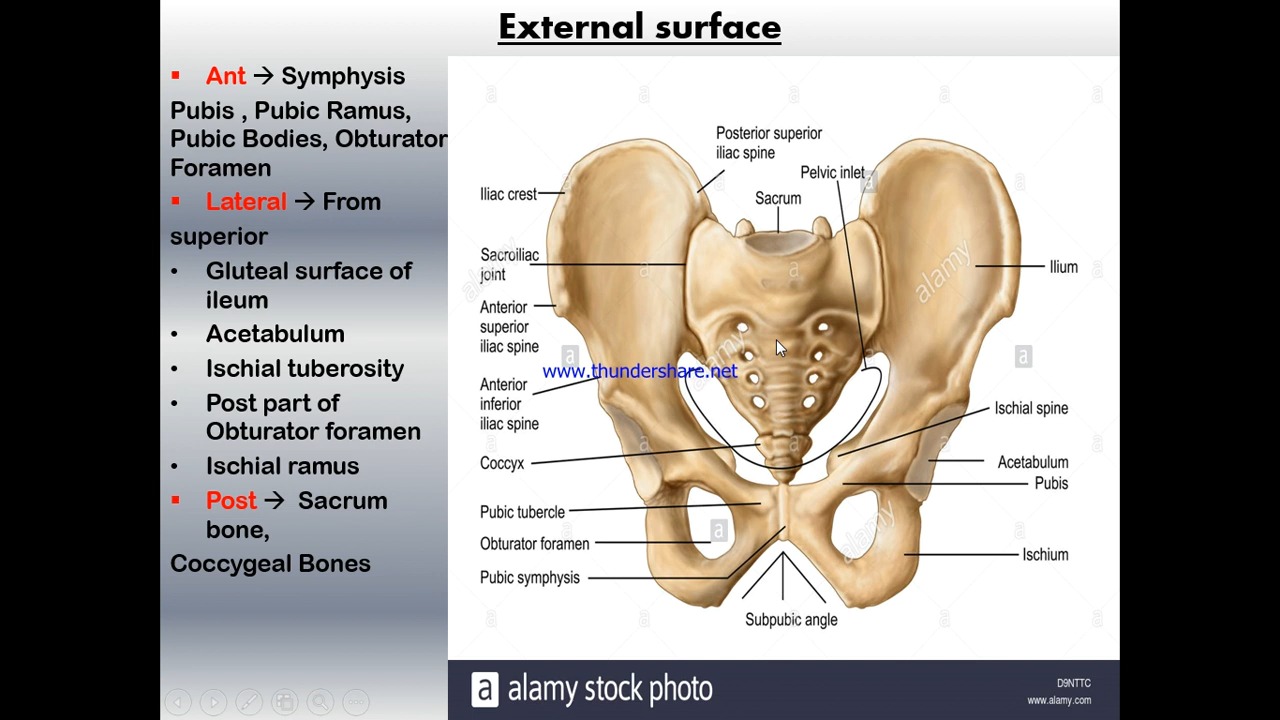 External surface
▪ Ant → Symphysis
Pubis , Pubic Ramus,
Pubic Bodies, Obturator
Foramen
▪ Lateral → From
superior
• Gluteal surface of
ileum
• Acetabulum
• Ischial tuberosity
• Post part of
Obturator foramen
• Ischial ramus
▪ Post → Sacrum
bone,
Coccygeal Bones
Posterior superior
iliac spine
Pelvic inlet
Iliac crest
Sacrum
Sacroiliac
joint
Ilium
Anterior
superior
iliac spine
www.thundershare.net
Anterior
inferior
iliac spine
Ischial spine
Coccyx
Acetabulum
Pubis
Pubic tubercle
Obturator foramen
Ischium
Pubic symphysis
Subpubic angle
alamy
alamy
alamy
alamy
a alamy stock photo
D9NTTC
www.alamy.com